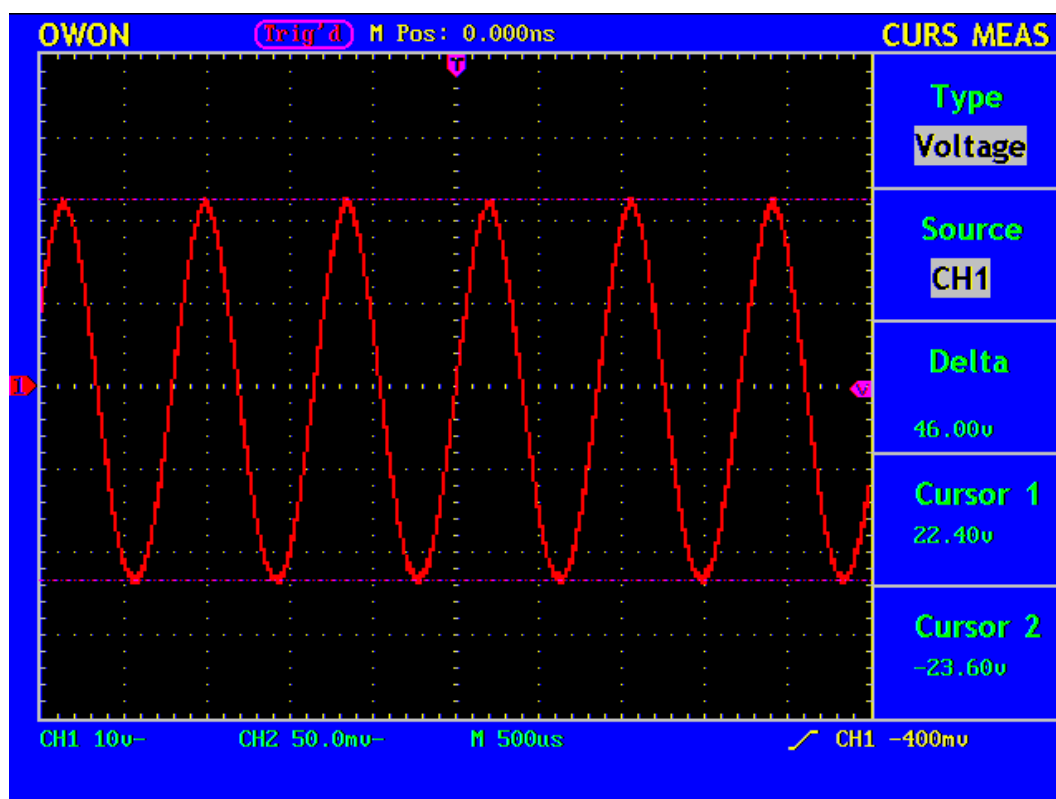 OWON Trig'd M Pos: 0.000ns CURS MEAS
T
Type
Voltage
Source
CH1
Delta
46.00v
1
V
Cursor 1
22.40v
Cursor 2
-23.60v
CH1 10v- CH2 50.0mv- M 500us CH1 -400mv